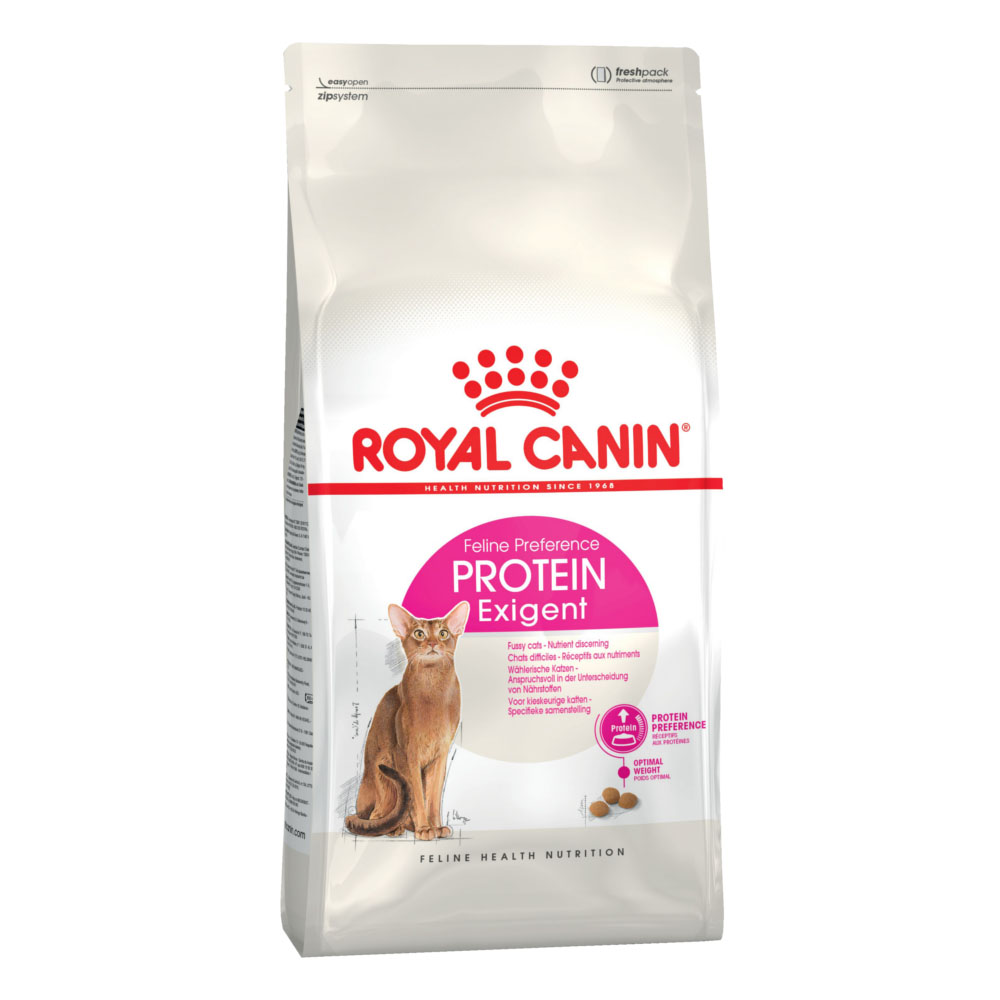 easyopen
zipsystem
freshpack
Protective atmosphere
ROYAL CANIN®
HEALTH NUTRITION SINCE 1968
Feline Preference
PROTEIN
Exigent
Fussy cats - Nutrient discerning
Chats difficiles - Réceptifs aux nutriments
Wählerische Katzen -
Anspruchsvoll in der Unterscheidung
von Nährstoffen
Voor kieskeurige katten -
Specifieke samenstelling
Protein
PROTEIN
PREFERENCE
RÉCEPTIFS
AUX PROTÉINES
OPTIMAL
WEIGHT
POIDS OPTIMAL
FELINE HEALTH NUTRITION